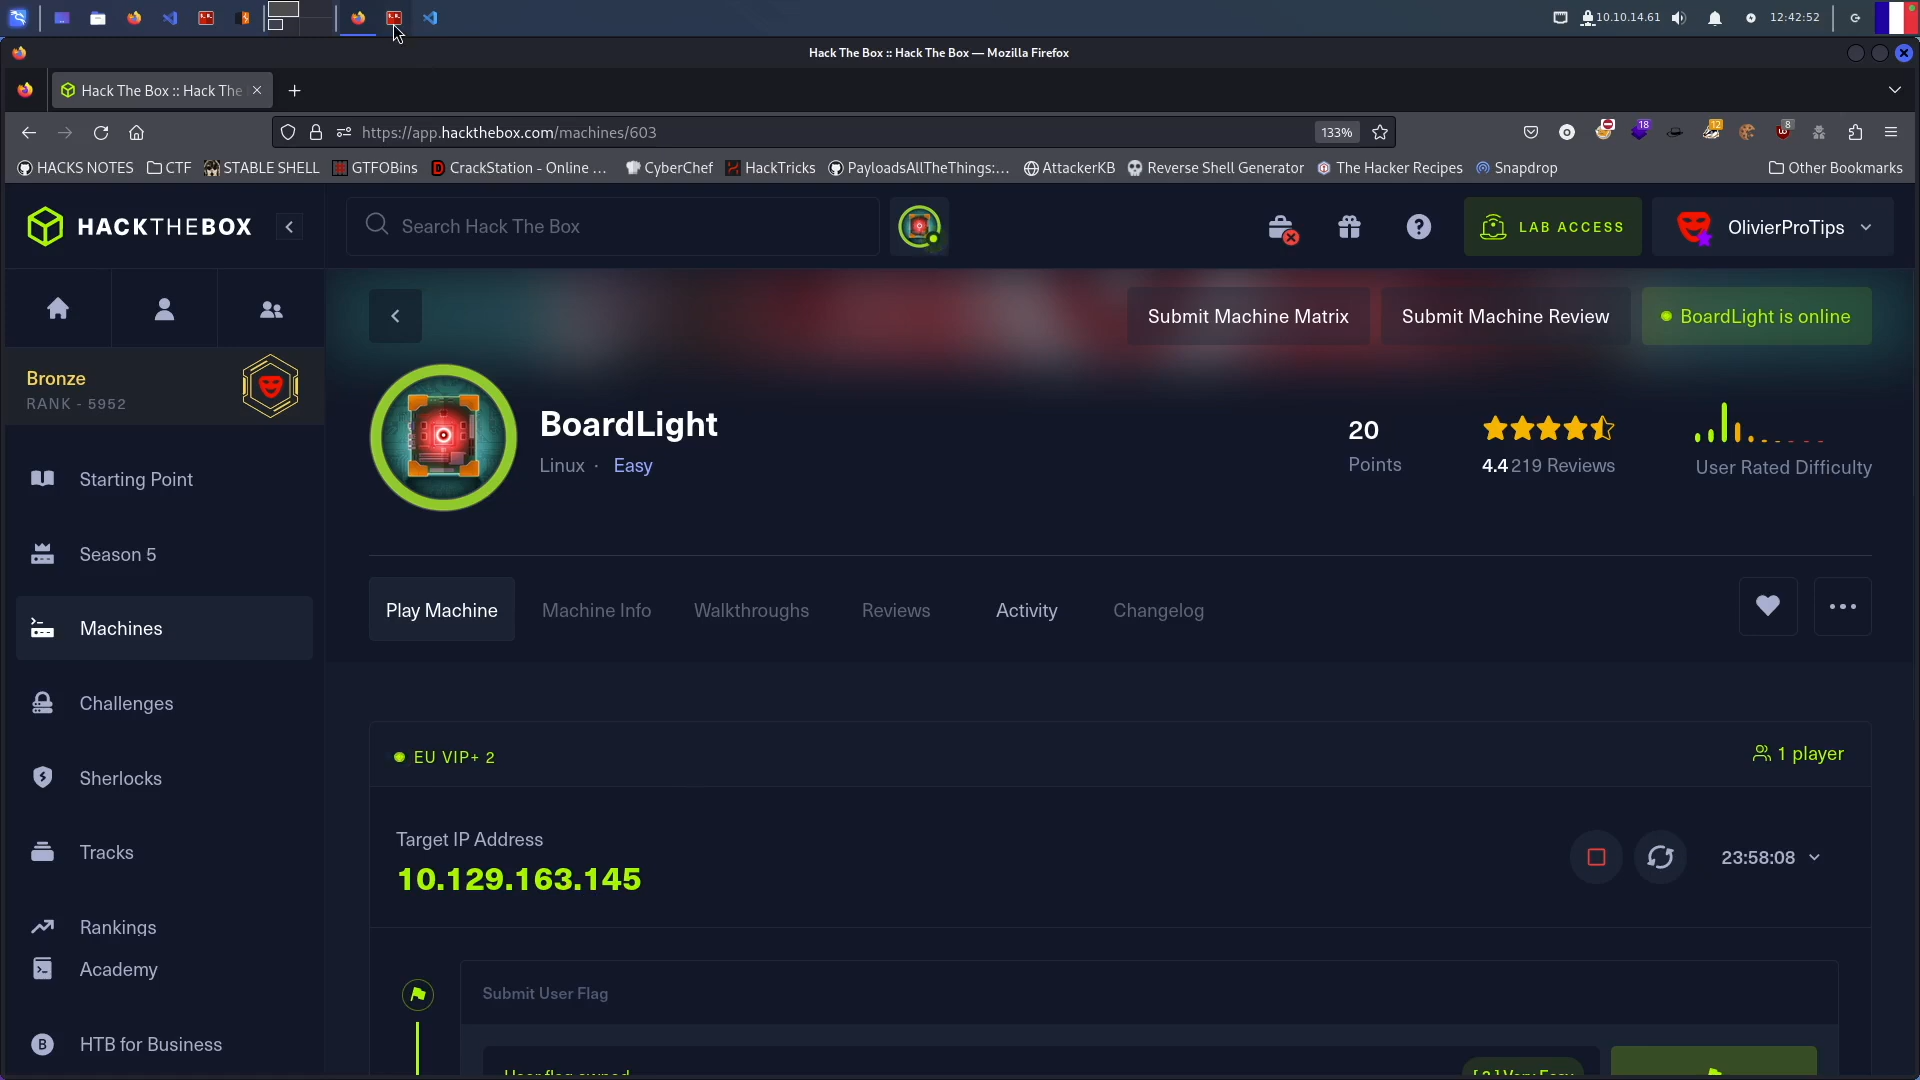 10.10.14.61
12:42:52
Hack The Box :: Hack The Box — Mozilla Firefox
Hack The Box :: Hack The
https://app.hackthebox.com/machines/603
133%
18
12
8
HACKS NOTES
CTF
STABLE SHELL
GTFOBins
CrackStation - Online ...
CyberChef
HackTricks
PayloadsAllTheThings:...
AttackerKB
Reverse Shell Generator
The Hacker Recipes
Snapdrop
Other Bookmarks
HACKTHEBOX
Search Hack The Box
LAB ACCESS
OlivierProTips
Bronze
RANK - 5952
Starting Point
Season 5
Machines
Challenges
Sherlocks
Tracks
Rankings
Academy
HTB for Business
Submit Machine Matrix
Submit Machine Review
BoardLight is online
BoardLight
Linux · Easy
20
Points
4.4 219 Reviews
User Rated Difficulty
Play Machine
Machine Info
Walkthroughs
Reviews
Activity
Changelog
EU VIP+ 2
1 player
Target IP Address
10.129.163.145
23:58:08
Submit User Flag
User flag owned